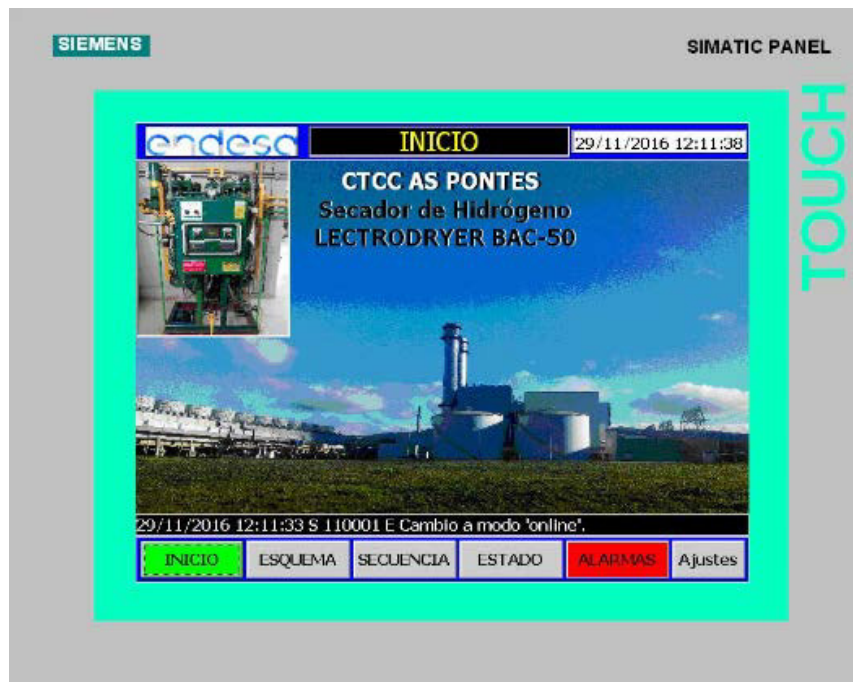 SIEMENS
SIMATIC PANEL
TOUCH
endesa
INICIO
29/11/2016 12:11:38
CTCC AS PONTES
Secador de Hidrógeno
LECTRODRYER BAC-50
29/11/2016 12:11:33 S 110001 E Cambio a modo 'online'.
INICIO
ESQUEMA
SECUENCIA
ESTADO
ALARMAS
Ajustes